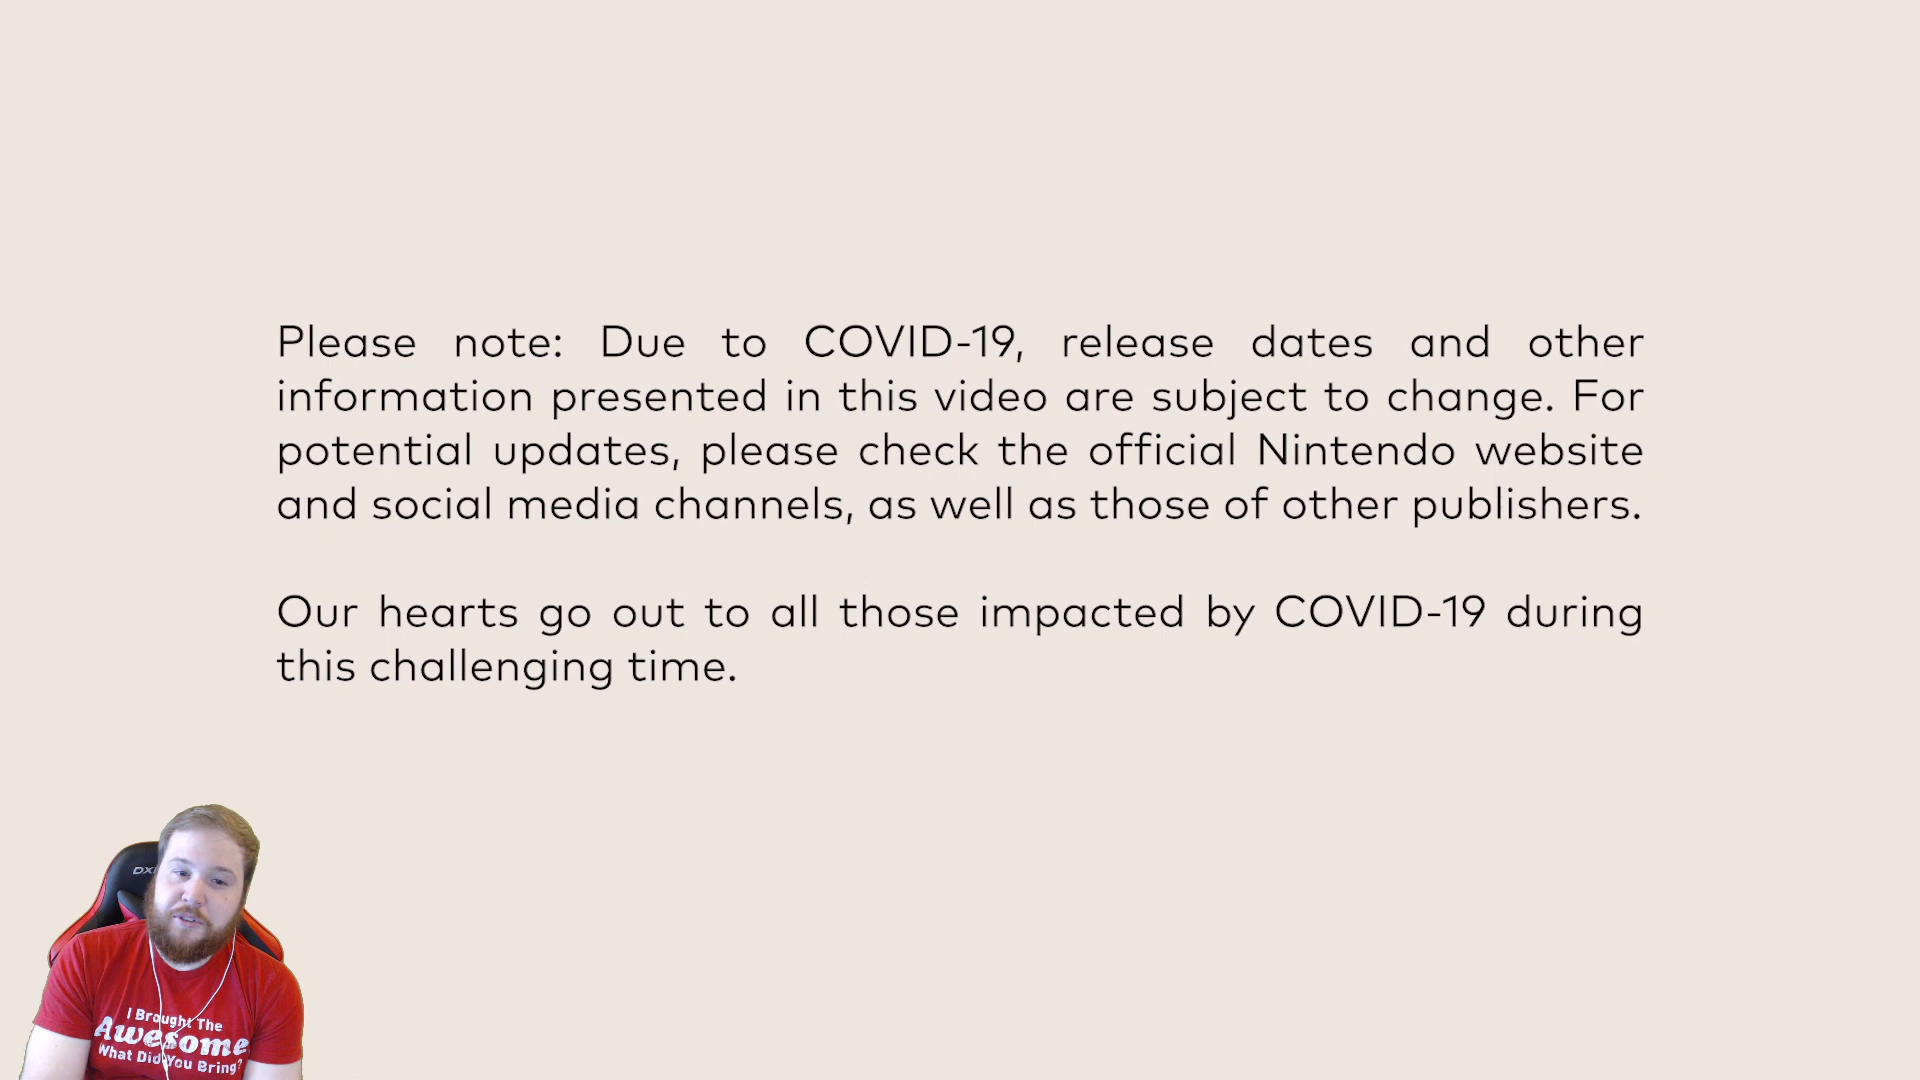 Please note: Due to COVID-19, release dates and other
information presented in this video are subject to change. For
potential updates, please check the official Nintendo website
and social media channels, as well as those of other publishers.
Our hearts go out to all those impacted by COVID-19 during
this challenging time.
I Brought The
Awesome
What Did You Bring?